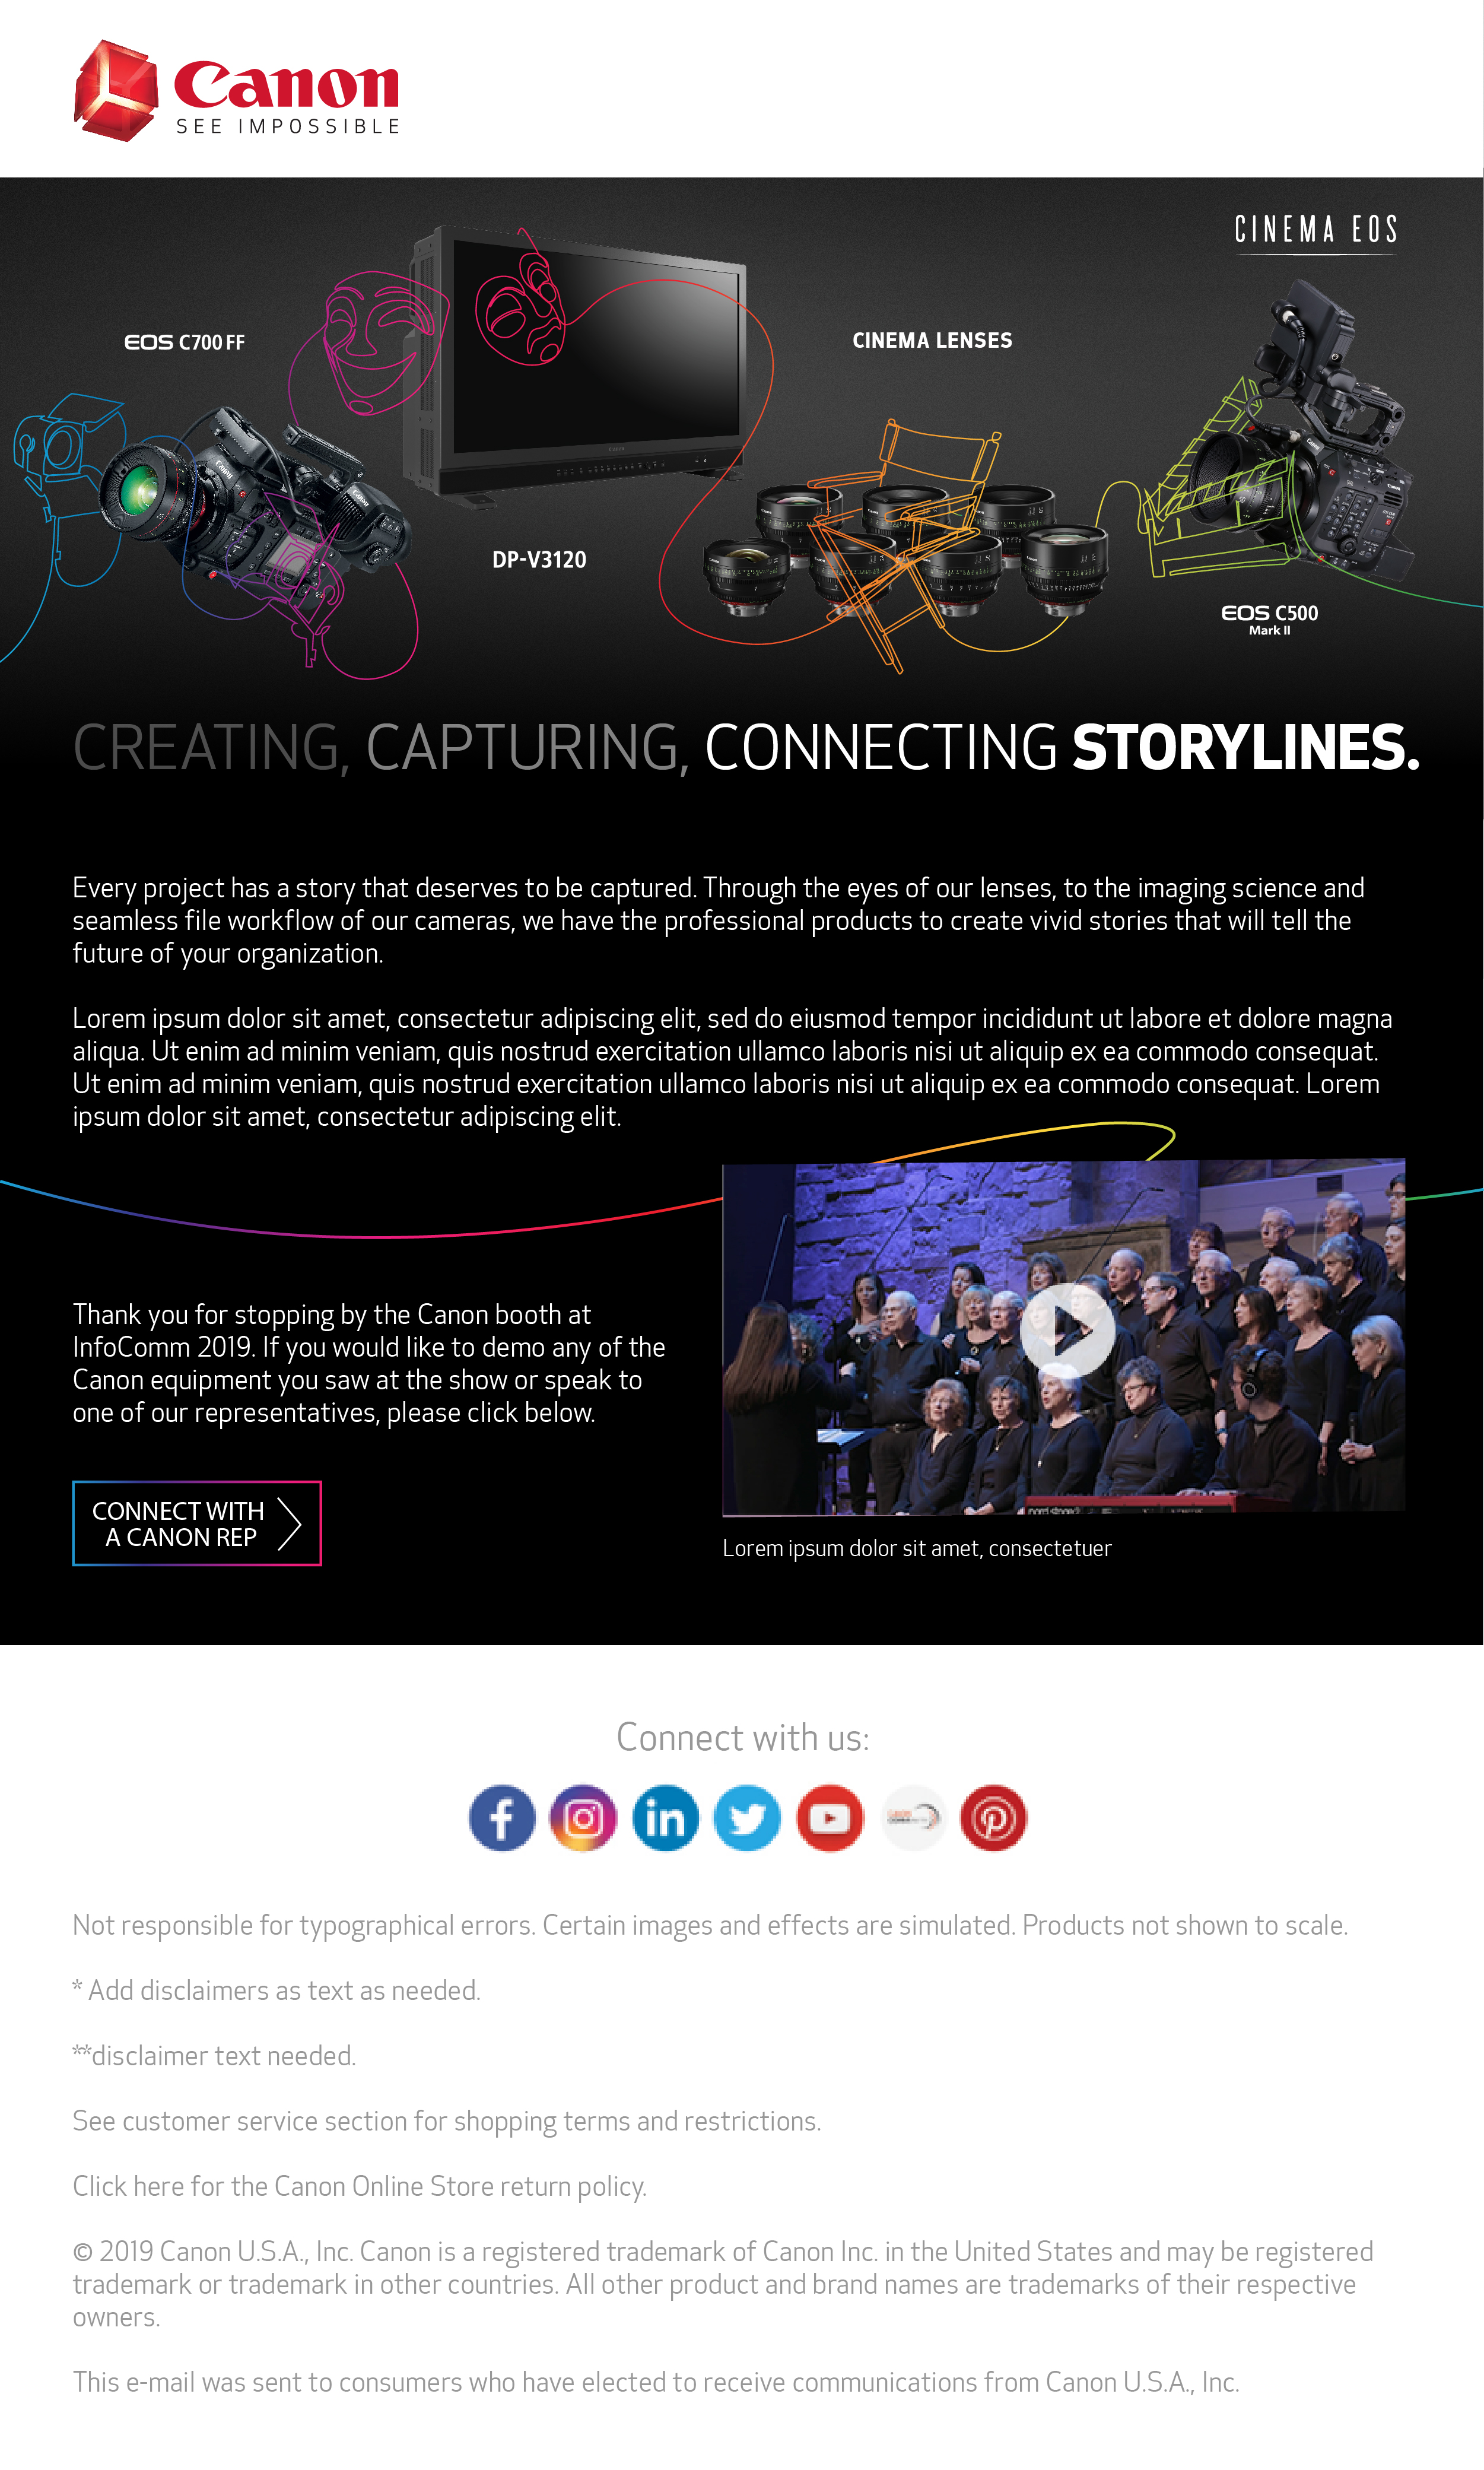 Canon
SEE IMPOSSIBLE
CINEMA EOS
EOS C700 FF
CINEMA LENSES
DP-V3120
EOS C500
Mark II
CREATING, CAPTURING, CONNECTING STORYLINES.
Every project has a story that deserves to be captured. Through the eyes of our lenses, to the imaging science and
seamless file workflow of our cameras, we have the professional products to create vivid stories that will tell the
future of your organization.
Lorem ipsum dolor sit amet, consectetur adipiscing elit, sed do eiusmod tempor incididunt ut labore et dolore magna
aliqua. Ut enim ad minim veniam, quis nostrud exercitation ullamco laboris nisi ut aliquip ex ea commodo consequat.
Ut enim ad minim veniam, quis nostrud exercitation ullamco laboris nisi ut aliquip ex ea commodo consequat. Lorem
ipsum dolor sit amet, consectetur adipiscing elit.
Thank you for stopping by the Canon booth at
InfoComm 2019. If you would like to demo any of the
Canon equipment you saw at the show or speak to
one of our representatives, please click below.
CONNECT WITH
A CANON REP
Lorem ipsum dolor sit amet, consectetuer
Connect with us:
Not responsible for typographical errors. Certain images and effects are simulated. Products not shown to scale.
* Add disclaimers as text as needed.
**disclaimer text needed.
See customer service section for shopping terms and restrictions.
Click here for the Canon Online Store return policy.
© 2019 Canon U.S.A., Inc. Canon is a registered trademark of Canon Inc. in the United States and may be registered
trademark or trademark in other countries. All other product and brand names are trademarks of their respective
owners.
This e-mail was sent to consumers who have elected to receive communications from Canon U.S.A., Inc.